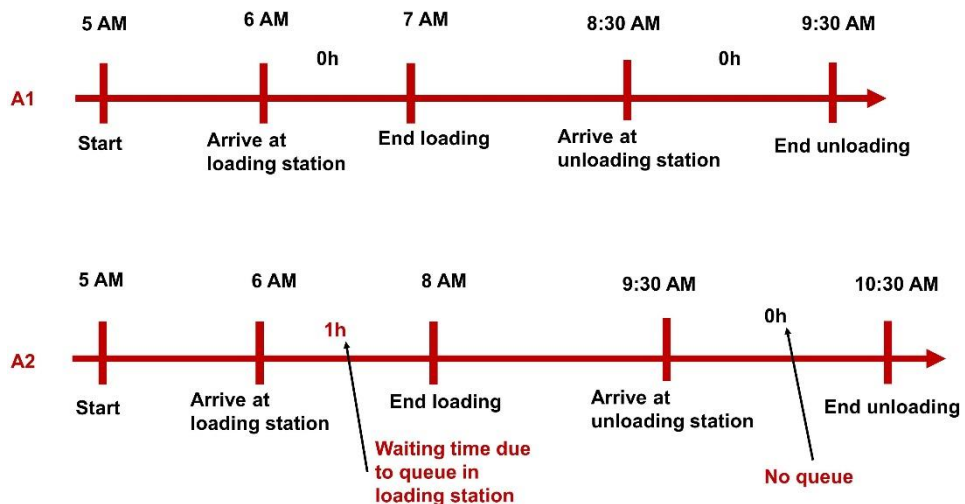 5 AM
6 AM
7 AM
8:30 AM
9:30 AM
0h
0h
A1
Start
Arrive at
loading station
End loading
Arrive at
unloading station
End unloading
5 AM
6 AM
8 AM
9:30 AM
10:30 AM
1h
0h
A2
Start
Arrive at
loading station
End loading
Arrive at
unloading station
End unloading
Waiting time due
to queue in
loading station
No queue